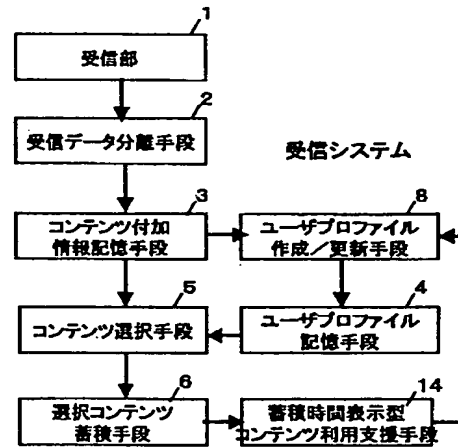 1
受信部
2
受信データ分離手段
受信システム
3
コンテンツ付加
情報記憶手段
8
ユーザプロファイル
作成/更新手段
5
コンテンツ選択手段
4
ユーザプロファイル
記憶手段
6
選択コンテンツ
蓄積手段
14
蓄積時間表示型
コンテンツ利用支援手段